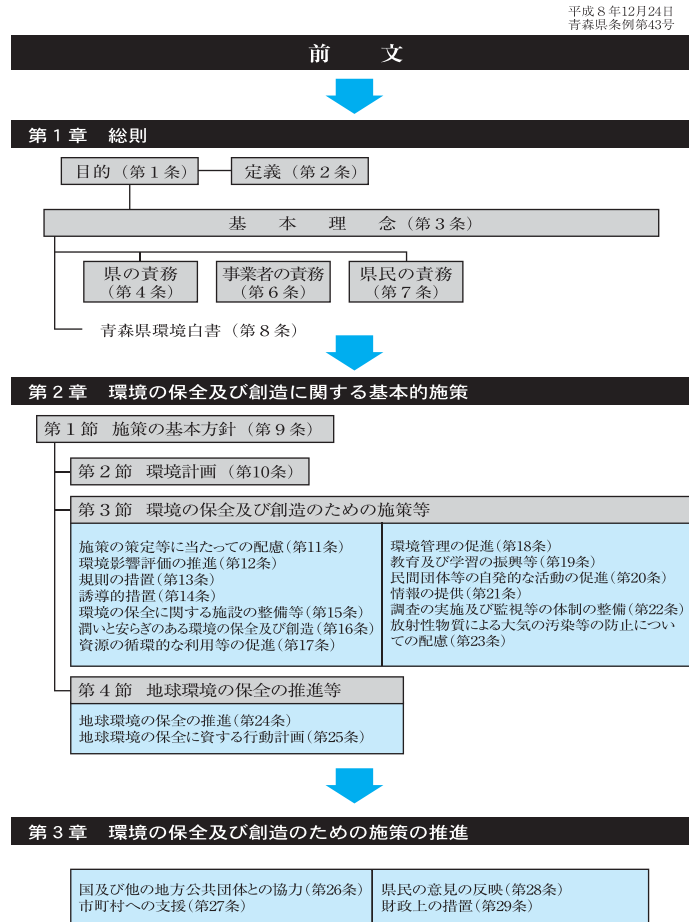 平成８年12月24日
青森県条例第43号
前　文
第１章　総則
目的（第１条）
定義（第２条）
基　本　理　念（第３条）
県の責務
（第４条）
事業者の責務
（第６条）
県民の責務
（第７条）
青森県環境白書（第８条）
第２章　環境の保全及び創造に関する基本的施策
第１節　施策の基本方針（第９条）
第２節　環境計画（第10条）
第３節　環境の保全及び創造のための施策等
施策の策定等に当たっての配慮（第11条）
環境影響評価の推進（第12条）
規則の措置（第13条）
誘導的措置（第14条）
環境の保全に関する施設の整備等（第15条）
潤いと安らぎのある環境の保全及び創造（第16条）
資源の循環的な利用等の促進（第17条）
環境管理の促進（第18条）
教育及び学習の振興等（第19条）
民間団体等の自発的な活動の促進（第20条）
情報の提供（第21条）
調査の実施及び監視等の体制の整備（第22条）
放射性物質による大気の汚染等の防止につい
ての配慮（第23条）
第４節　地球環境の保全の推進等
地球環境の保全の推進（第24条）
地球環境の保全に資する行動計画（第25条）
第３章　環境の保全及び創造のための施策の推進
国及び他の地方公共団体との協力（第26条）
市町村への支援（第27条）
県民の意見の反映（第28条）
財政上の措置（第29条）